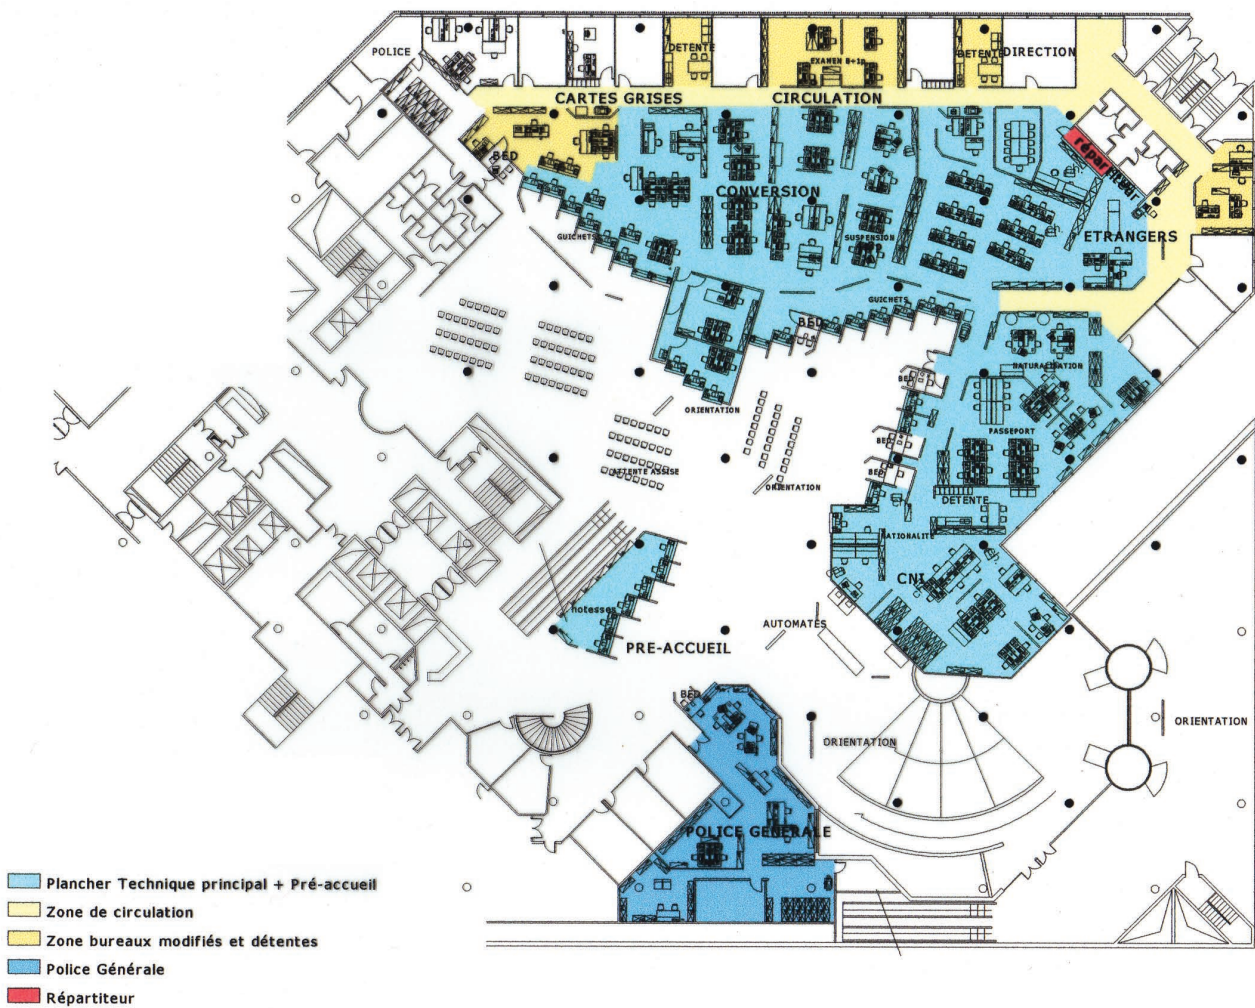 POLICE
DETENTE
EXAMEN B+1p
DETENTE
DIRECTION
CARTES GRISES
CIRCULATION
BED
CONVERSION
répartiteur
GUICHETS
SUSPENSION
ETRANGERS
GUICHETS
BED
NATURALISATION
BED
ORIENTATION
PASSEPORT
BED
ATTENTE ASSISE
BED
ORIENTATION
DETENTE
NATIONALITE
CNI
hotesses
AUTOMATES
PRE-ACCUEIL
BED
ORIENTATION
ORIENTATION
POLICE GENERALE
Plancher Technique principal + Pré-accueil
Zone de circulation
Zone bureaux modifiés et détentes
Police Générale
Répartiteur